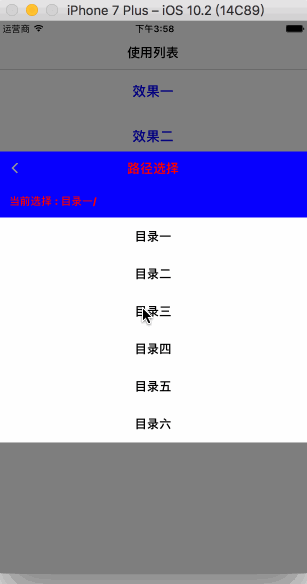 iPhone 7 Plus – iOS 10.2 (14C89)
运营商 下午3:58
使用列表
效果一
效果二
路径选择
当前选择：目录一/
目录一
目录二
目录三
目录四
目录五
目录六